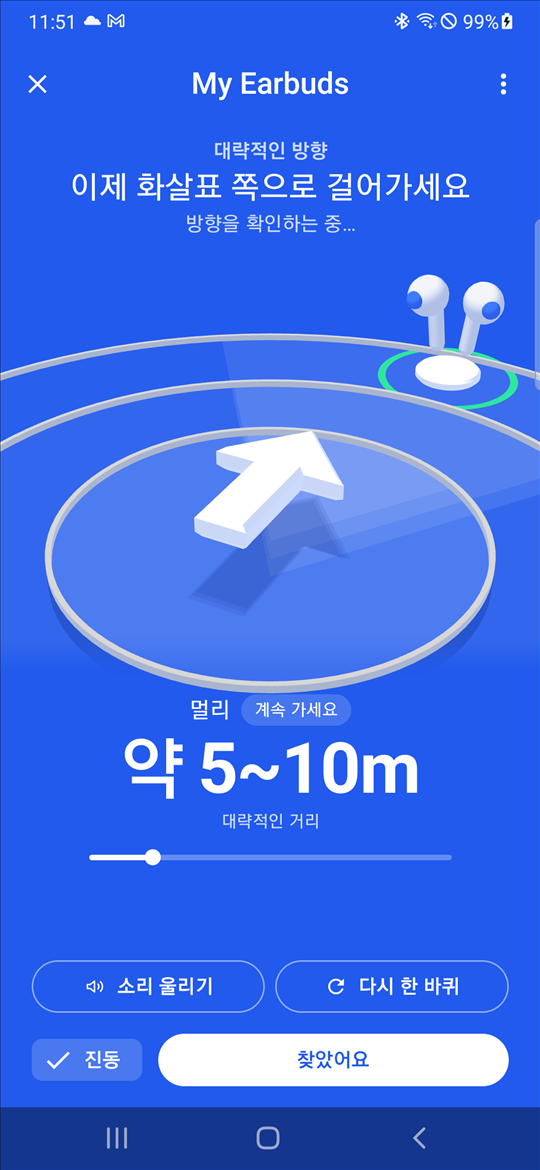 11:51
99%
My Earbuds
대략적인 방향
이제 화살표 쪽으로 걸어가세요
방향을 확인하는 중...
멀리
계속 가세요
약 5~10m
대략적인 거리
소리 울리기
다시 한 바퀴
진동
찾았어요